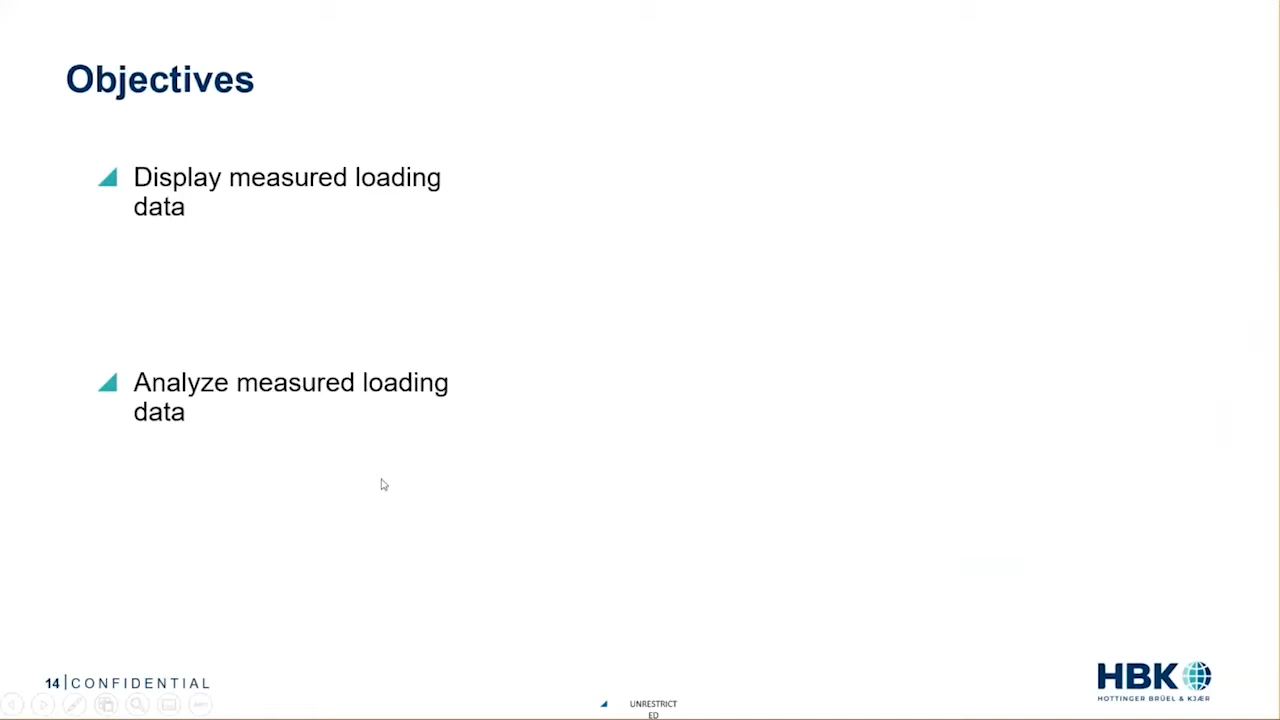 Objectives
Display measured loading
data
Analyze measured loading
data
14 | CONFIDENTIAL
UNRESTRICT
ED
HBK
HOTTINGER BRÜEL & KJÆR